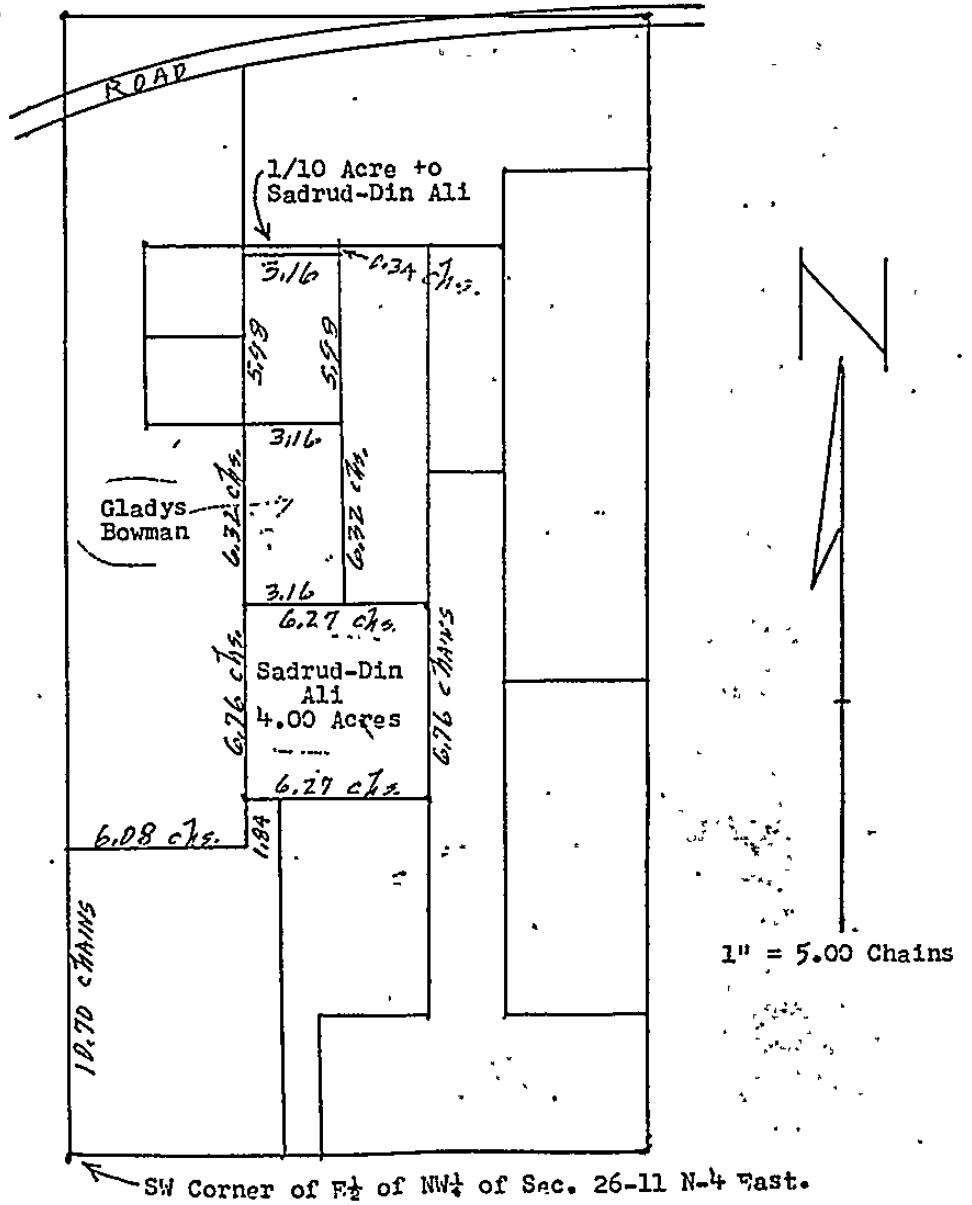 ROAD
1/10 Acre to
Sadrud-Din Ali
3.16
0.34 chs.
5.98
5.98
3.16
6.32 chs.
6.32 chs.
Gladys
Bowman
3.16
6.27 chs.
6.76 chs.
Sadrud-Din
Ali
4.00 Acres
6.76 CHAINS
6.27 chs.
6.08 chs.
1.84
10.70 CHAINS
N
1" = 5.00 Chains
SW Corner of E½ of NW¼ of Sec. 26-11 N-4 East.